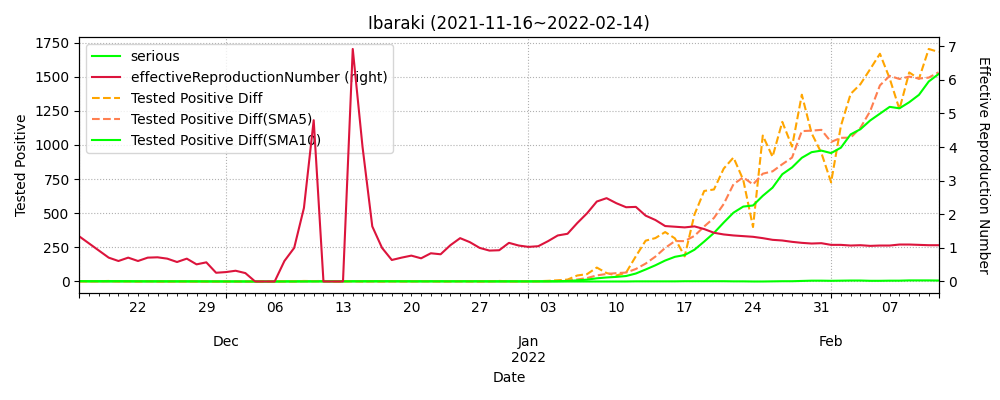 Ibaraki (2021-11-16~2022-02-14)
serious
effectiveReproductionNumber (right)
Tested Positive Diff
Tested Positive Diff(SMA5)
Tested Positive Diff(SMA10)
Tested Positive
1750
1500
1250
1000
750
500
250
0
7
6
5
4
3
2
1
0
Effective Reproduction Number
22 29 06 13 20 27 03 10 17 24 31 07
Dec Jan Feb
2022
Date